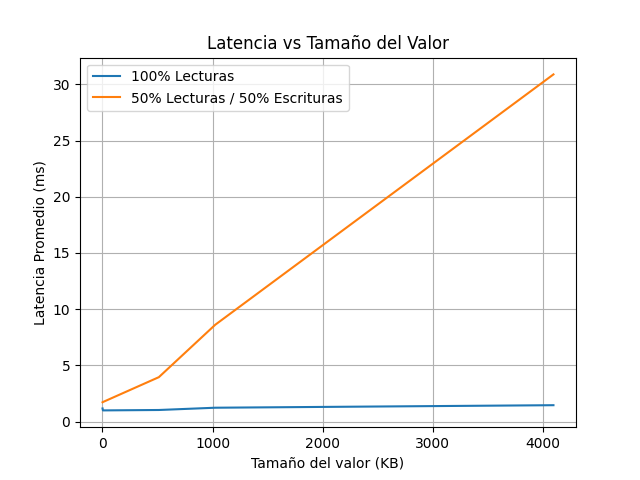 Latencia vs Tamaño del Valor
100% Lecturas
50% Lecturas / 50% Escrituras
Latencia Promedio (ms)
30
25
20
15
10
5
0
0 1000 2000 3000 4000
Tamaño del valor (KB)